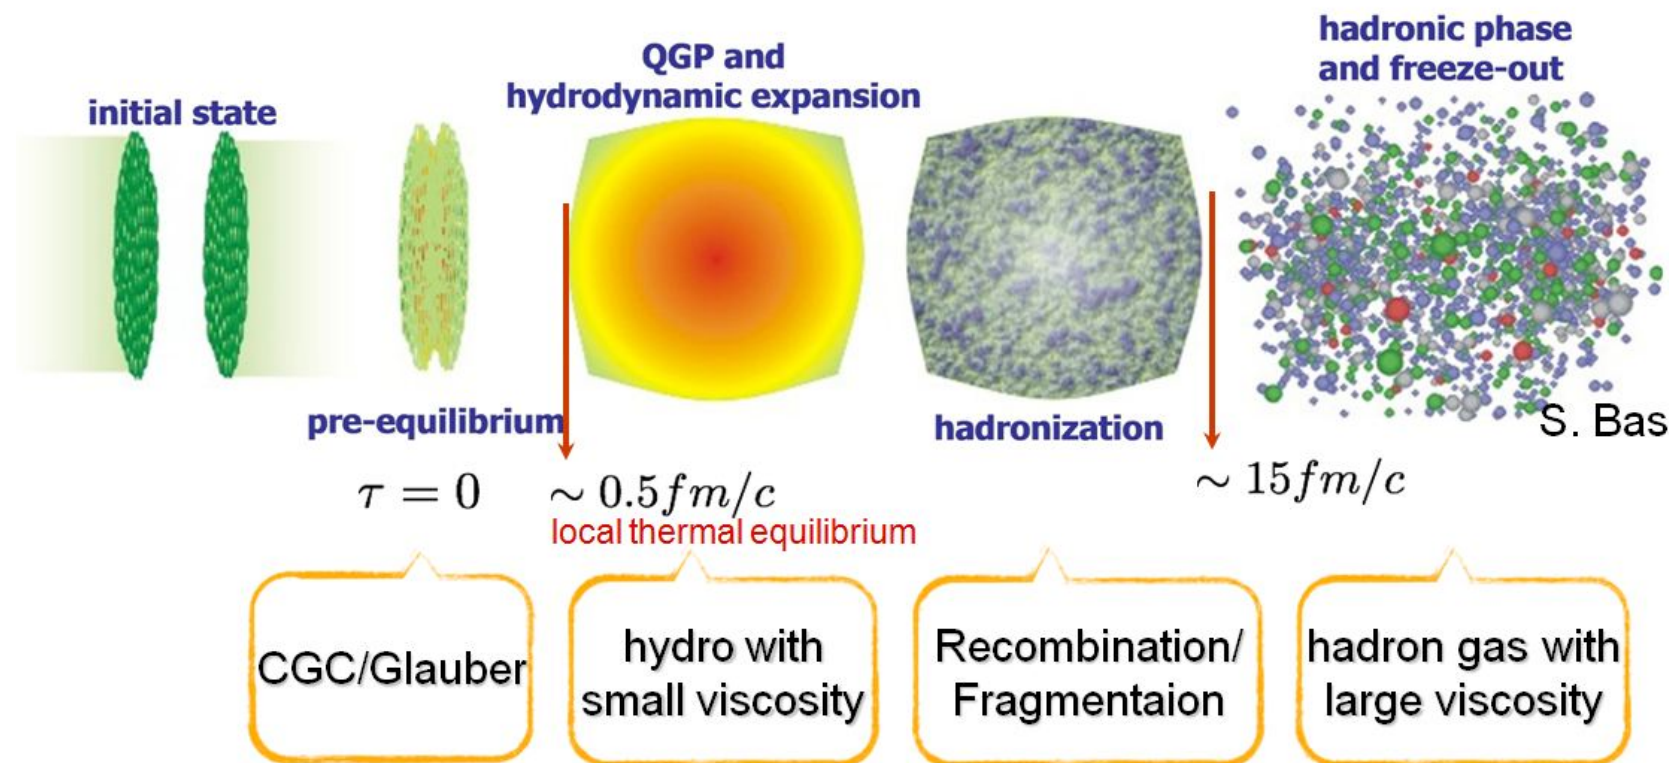 initial state
QGP and
hydrodynamic expansion
hadronic phase
and freeze-out
pre-equilibrium
hadronization
S. Bas
τ = 0
~ 0.5fm/c
~ 15fm/c
local thermal equilibrium
CGC/Glauber
hydro with
small viscosity
Recombination/
Fragmentaion
hadron gas with
large viscosity